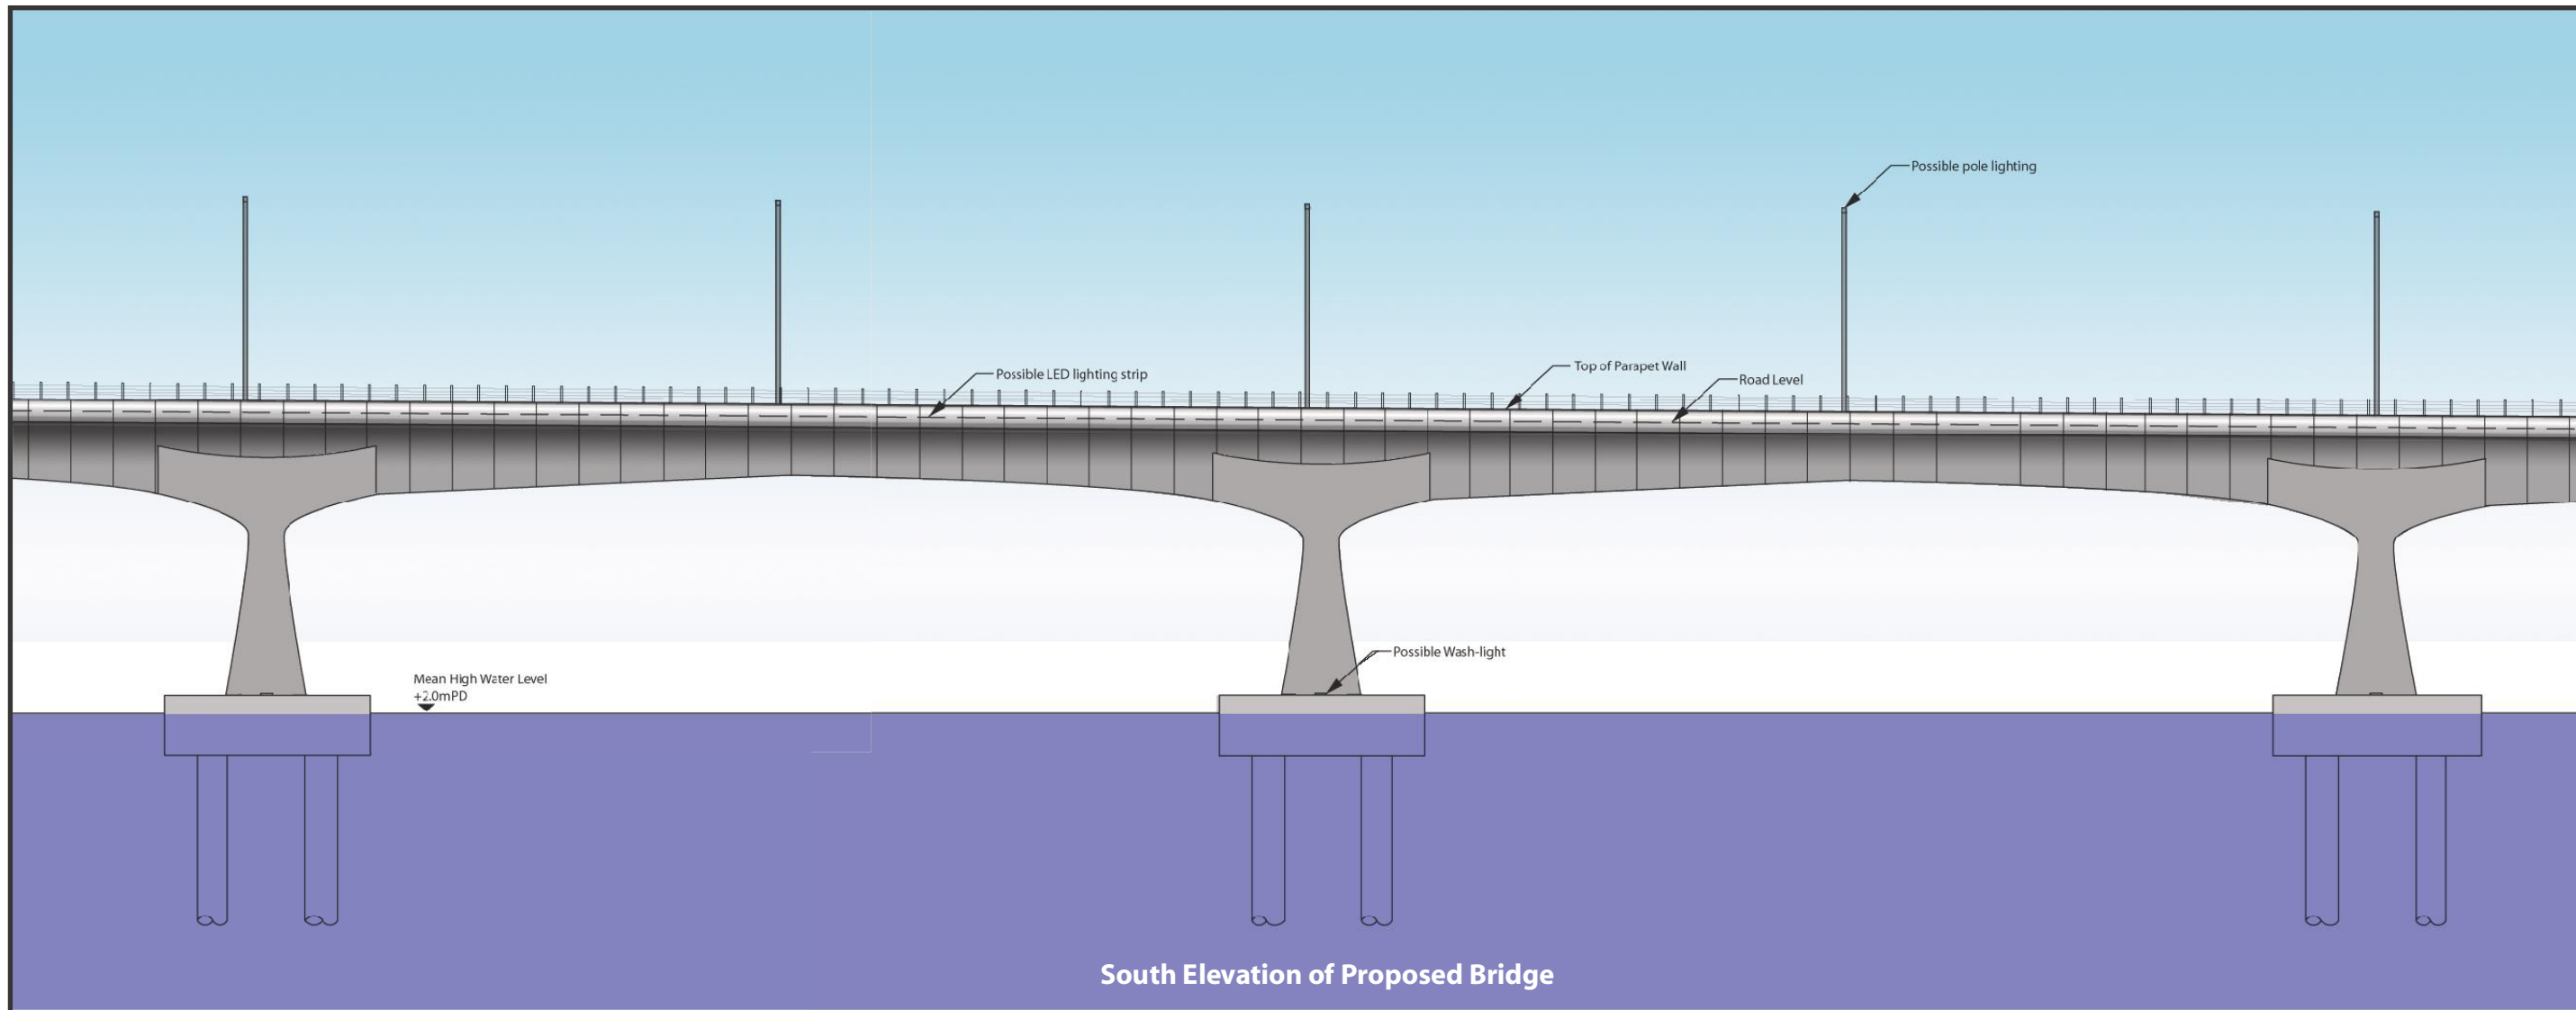 Possible pole lighting
Possible LED lighting strip
Top of Parapet Wall
Road Level
Possible Wash-light
Mean High Water Level
+2.0mPD
South Elevation of Proposed Bridge